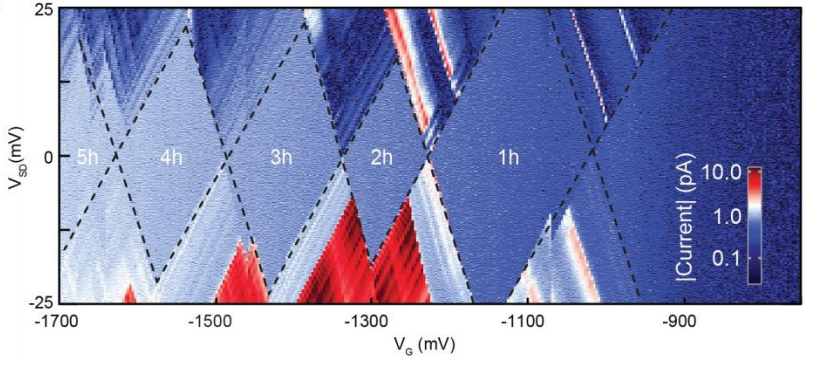 25
V_SD (mV)
0
-25
5h
4h
3h
2h
1h
|Current| (pA)
10.0
1.0
0.1
-1700
-1500
-1300
-1100
-900
V_G (mV)